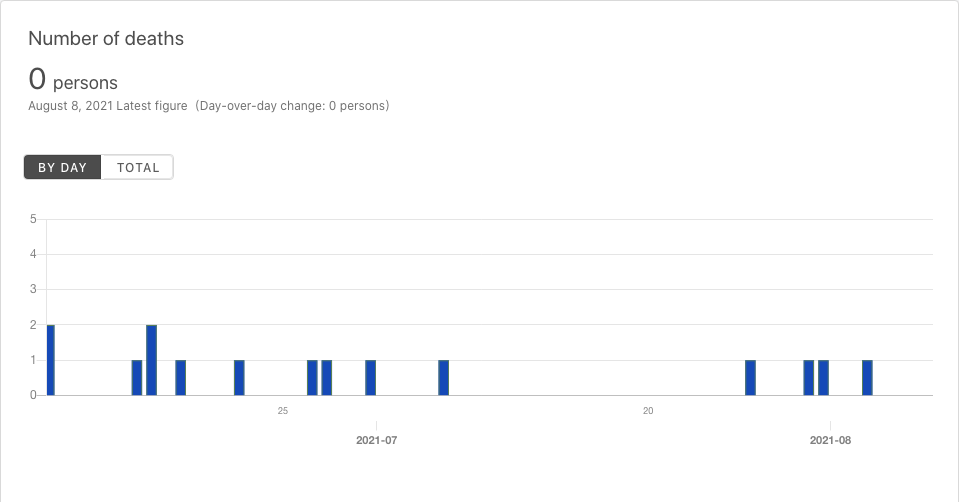 Number of deaths
0 persons
August 8, 2021 Latest figure (Day-over-day change: 0 persons)
BY DAY TOTAL
5
4
3
2
1
0
25 20
2021-07 2021-08